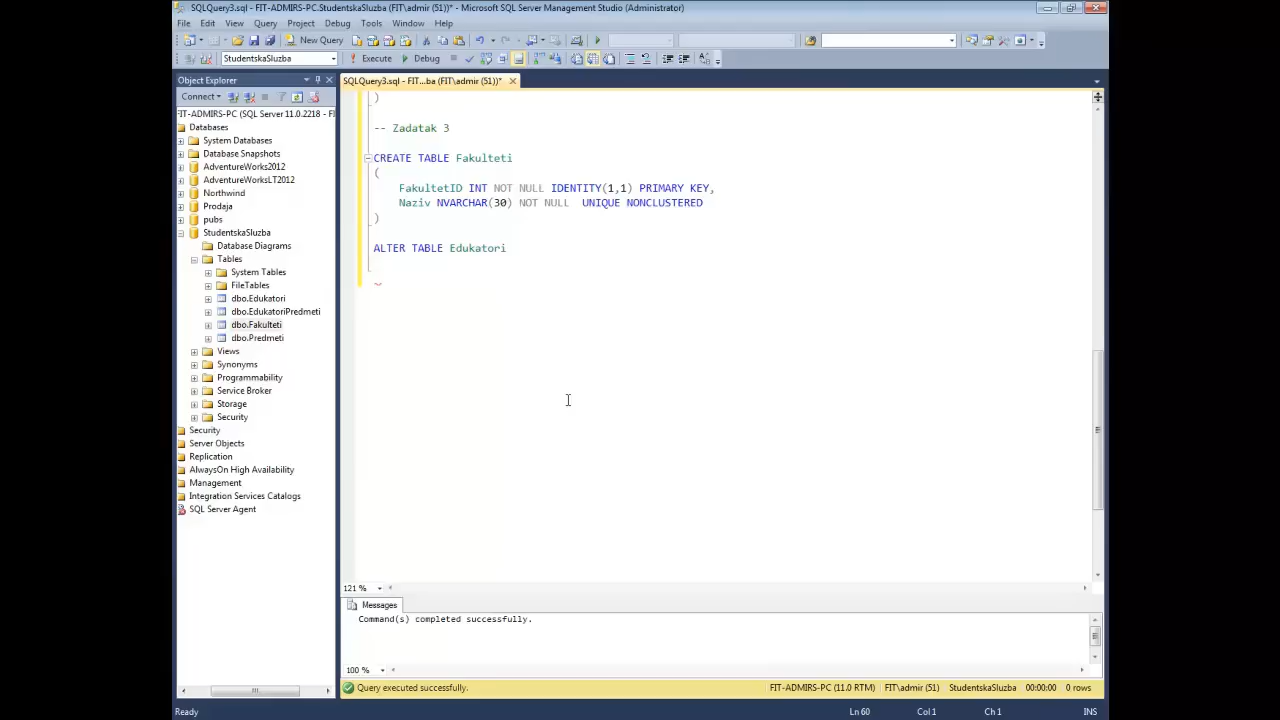 SQLQuery3.sql - FIT-ADMIRS-PC.StudentskaSluzba (FIT\admir (51))* - Microsoft SQL Server Management Studio (Administrator)
File Edit View Query Project Debug Tools Window Help
New Query
StudentskaSluzba Execute Debug
Object Explorer
SQLQuery3.sql - FIT...ba (FIT\admir (51))*
Connect
FIT-ADMIRS-PC (SQL Server 11.0.2218 - FI
Databases
System Databases
Database Snapshots
AdventureWorks2012
AdventureWorksLT2012
Northwind
Prodaja
pubs
StudentskaSluzba
Database Diagrams
Tables
System Tables
FileTables
dbo.Edukatori
dbo.EdukatoriPredmeti
dbo.Fakulteti
dbo.Predmeti
Views
Synonyms
Programmability
Service Broker
Storage
Security
Security
Server Objects
Replication
AlwaysOn High Availability
Management
Integration Services Catalogs
SQL Server Agent
)
-- Zadatak 3
CREATE TABLE Fakulteti
(
FakultetID INT NOT NULL IDENTITY(1,1) PRIMARY KEY,
Naziv NVARCHAR(30) NOT NULL UNIQUE NONCLUSTERED
)
ALTER TABLE Edukatori
121 %
Messages
Command(s) completed successfully.
100 %
Query executed successfully. FIT-ADMIRS-PC (11.0 RTM) FIT\admir (51) StudentskaSluzba 00:00:00 0 rows
Ready Ln 60 Col 1 Ch 1 INS